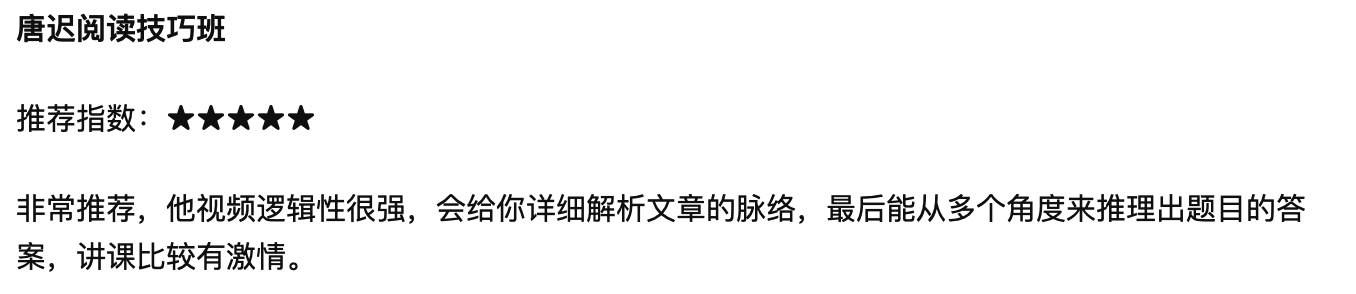 唐迟阅读技巧班
推荐指数：★★★★★
非常推荐，他视频逻辑性很强，会给你详细解析文章的脉络，最后能从多个角度来推理出题目的答
案，讲课比较有激情。